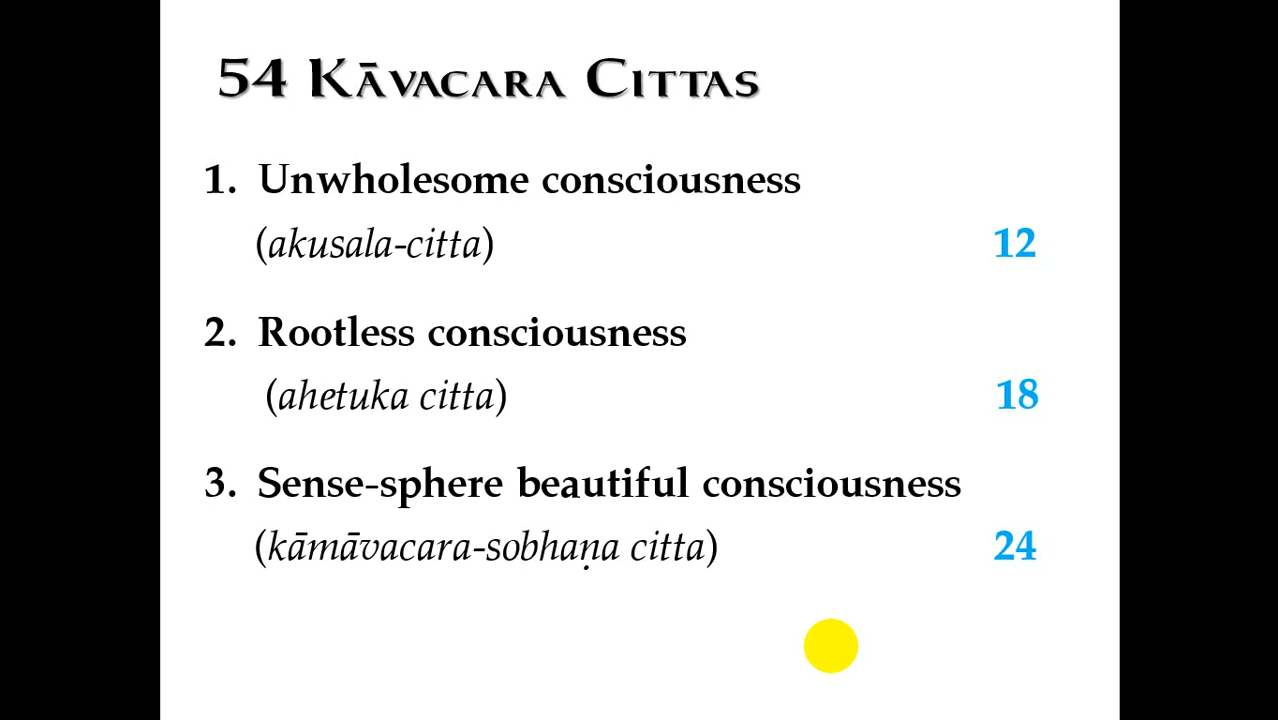 54 KĀVACARA CITTAS
1. Unwholesome consciousness
(akusala-citta) 12
2. Rootless consciousness
(ahetuka citta) 18
3. Sense-sphere beautiful consciousness
(kāmāvacara-sobhaṇa citta) 24